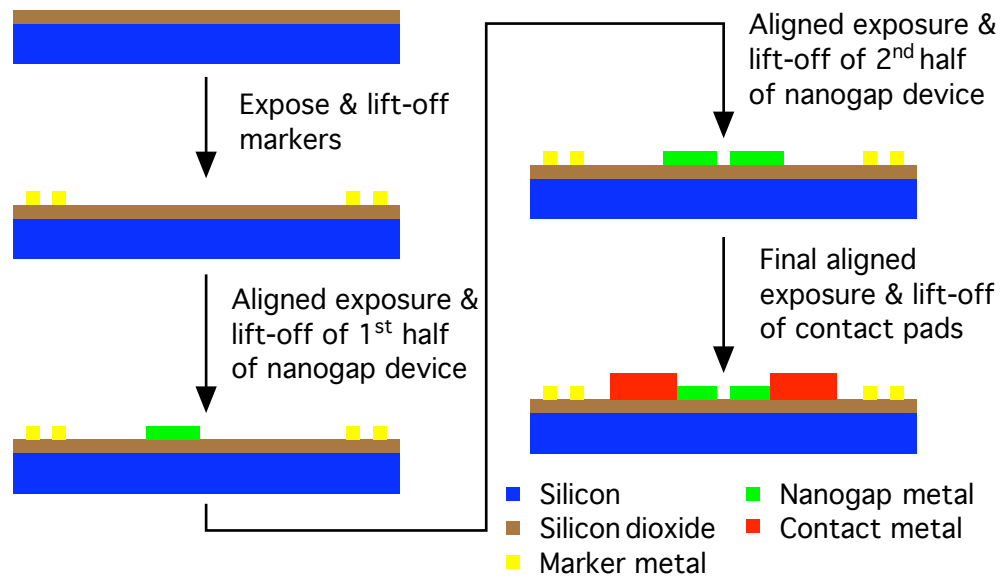 Expose & lift-off
markers
Aligned exposure &
lift-off of 1st half
of nanogap device
Aligned exposure &
lift-off of 2nd half
of nanogap device
Final aligned
exposure & lift-off
of contact pads
Silicon
Silicon dioxide
Marker metal
Nanogap metal
Contact metal